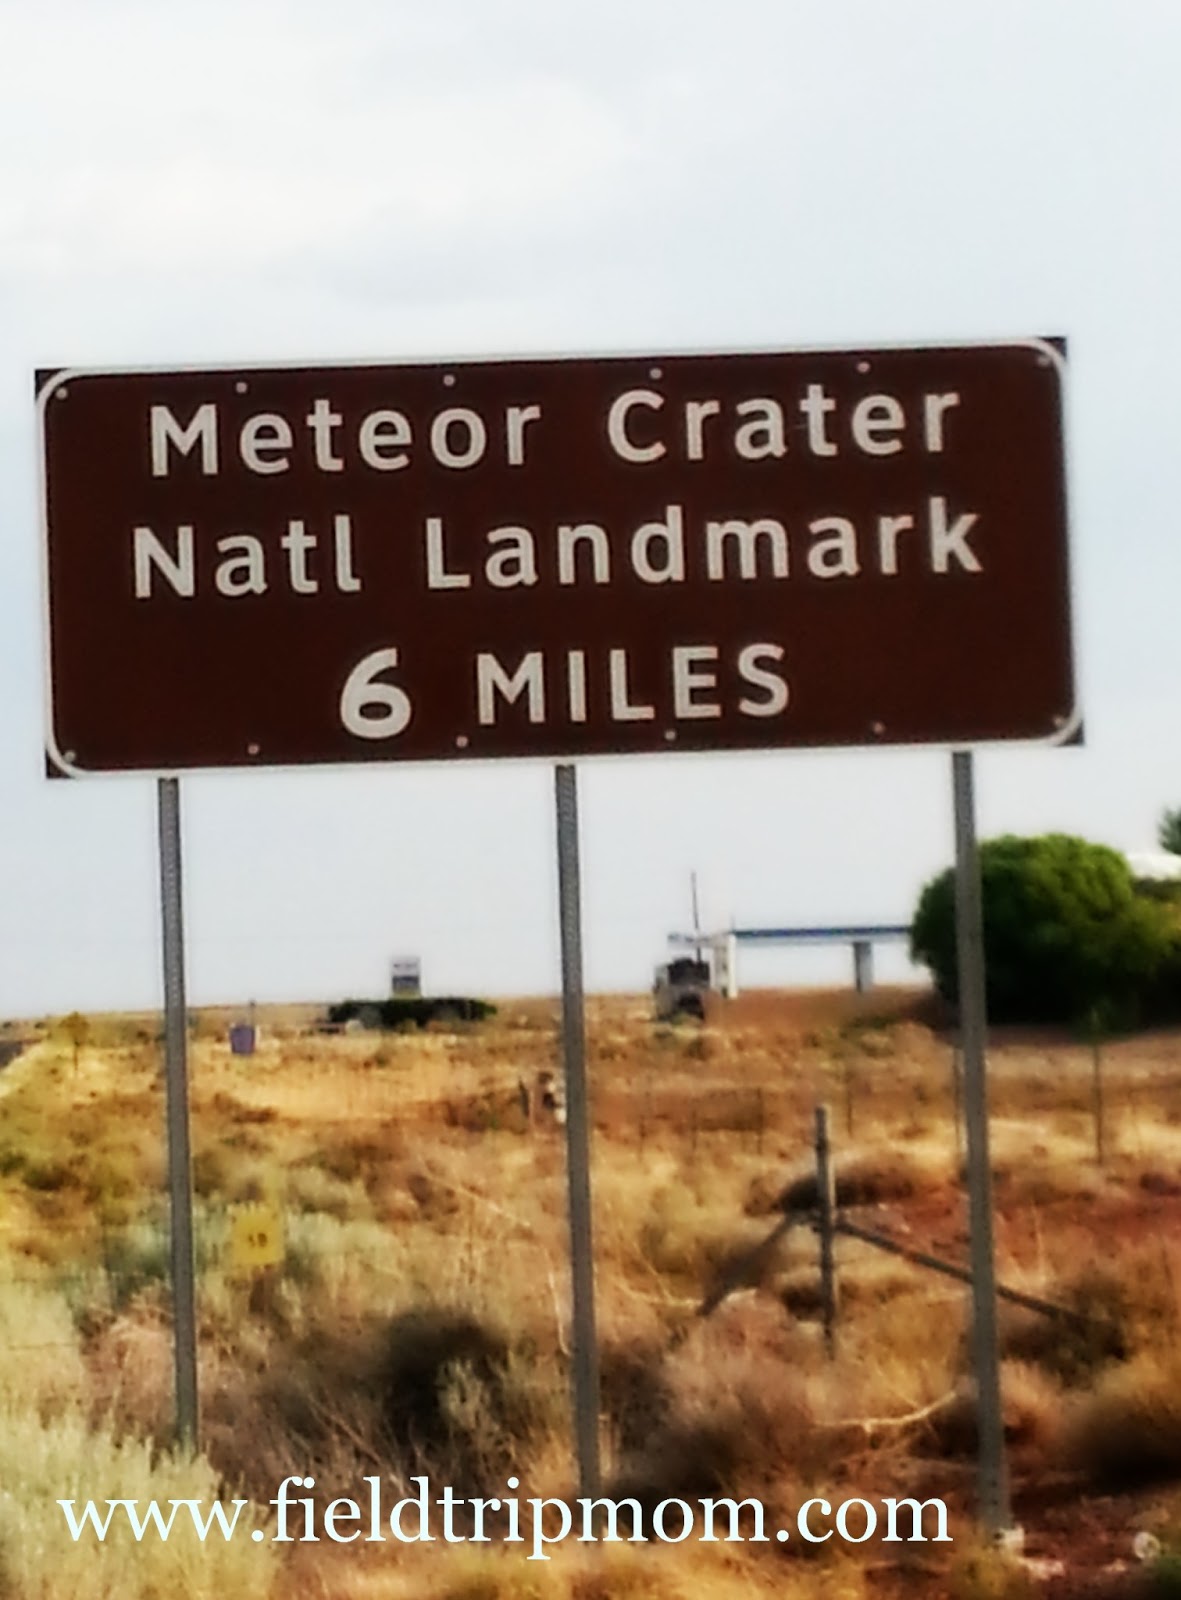 Meteor Crater
Natl Landmark
6 MILES
www.fieldtripmom.com